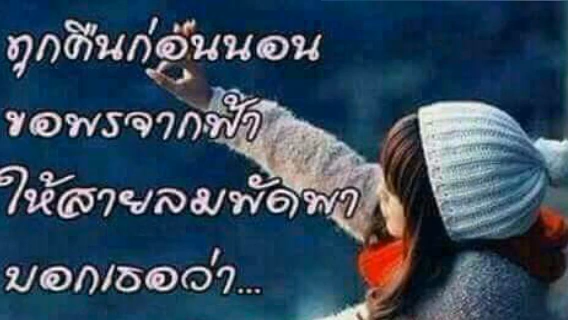 ทุกคืนก่อนนอน
ขอพรจากฟ้า
ให้สายลมพัดพา
บอกเธอว่า...